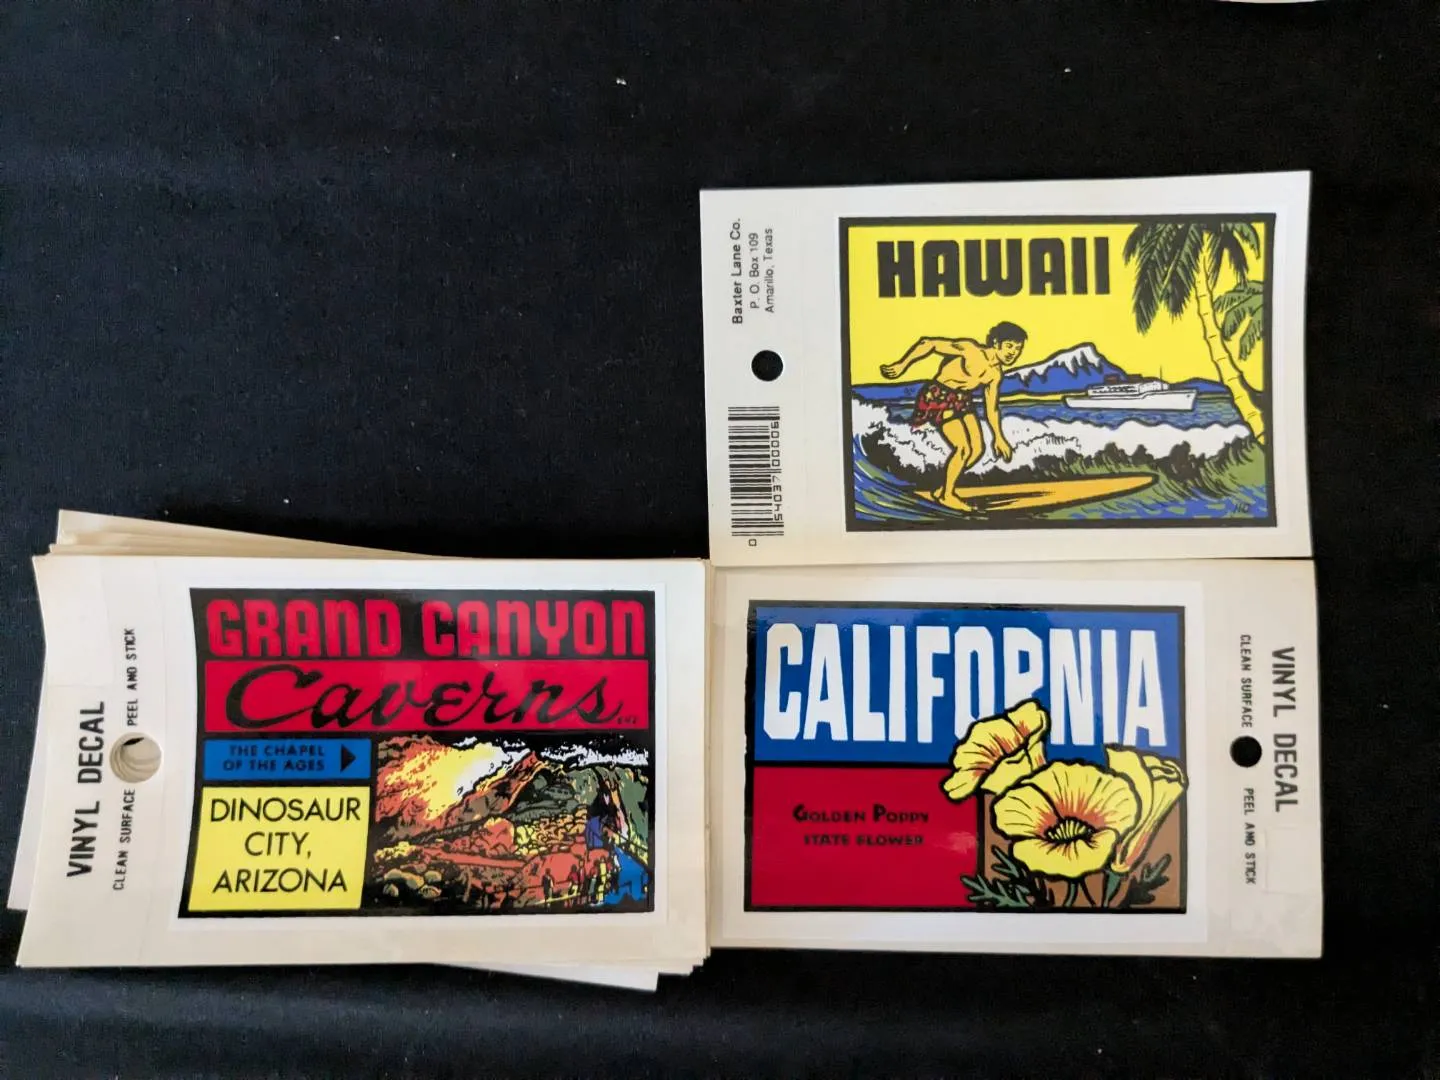 Baxter Lane Co.
P. O. Box 109
Amarillo, Texas
HAWAII
HO
VINYL DECAL
CLEAN SURFACE PEEL AND STICK
GRAND CANYON
Caverns
THE CHAPEL
OF THE AGES
DINOSAUR
CITY,
ARIZONA
CALIFORNIA
GOLDEN POPPY
STATE FLOWER
VINYL DECAL
CLEAN SURFACE PEEL AND STICK